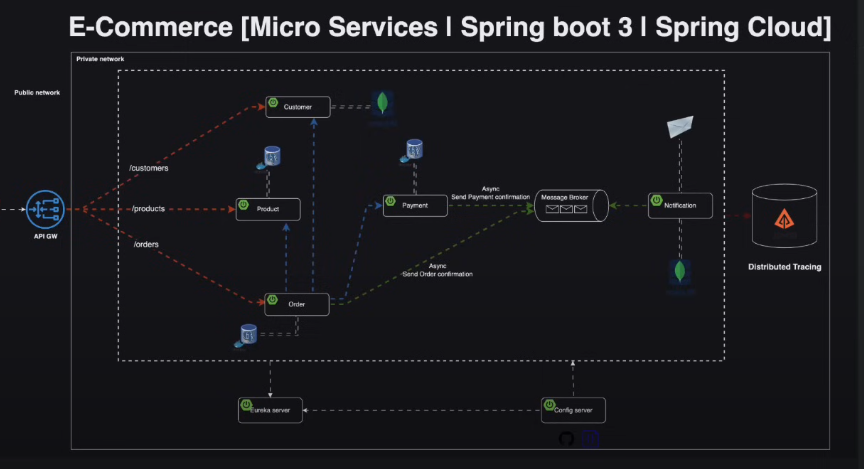 E-Commerce [Micro Services | Spring boot 3 | Spring Cloud]
Private network
Public network
Customer
/customers
Async
Send Payment confirmation
Message Broker
/products
Product
Payment
Notification
API GW
/orders
Async
Send Order confirmation
Distributed Tracing
Order
Eureka server
Config server